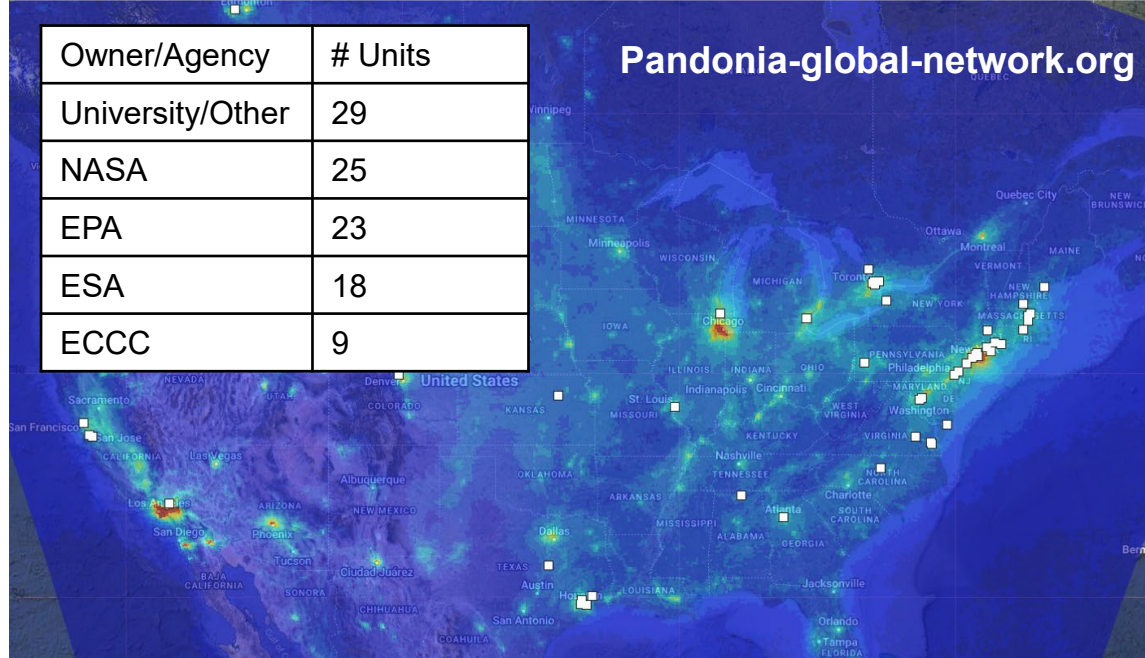 Edmonton
Owner/Agency # Units
University/Other 29
NASA 25
EPA 23
ESA 18
ECCC 9
Pandonia-global-network.org
QUEBEC
Winnipeg
Quebec City
NEW
BRUNSWICK
MINNESOTA
Minneapolis
WISCONSIN
MICHIGAN
Ottawa
Montreal
MAINE
VERMONT
Toronto
NEW
HAMPSHIRE
NEW YORK
MASSACHUSETTS
RI
Chicago
IOWA
ILLINOIS
INDIANA
OHIO
PENNSYLVANIA
New
Philadelphia
NJ
MARYLAND
DE
Washington
Indianapolis
Cincinnati
WEST
VIRGINIA
VIRGINIA
St. Louis
MISSOURI
KENTUCKY
KANSAS
United States
Denver
COLORADO
NEVADA
UTAH
Sacramento
San Francisco
San Jose
CALIFORNIA
Las Vegas
Los Angeles
San Diego
ARIZONA
Phoenix
Tucson
Albuquerque
NEW MEXICO
OKLAHOMA
ARKANSAS
Nashville
TENNESSEE
NORTH
CAROLINA
Charlotte
SOUTH
CAROLINA
Atlanta
MISSISSIPPI
ALABAMA
GEORGIA
Dallas
TEXAS
Austin
Houston
LOUISIANA
San Antonio
Jacksonville
Orlando
Tampa
FLORIDA
BAJA
CALIFORNIA
SONORA
Ciudad Juárez
CHIHUAHUA
COAHUILA